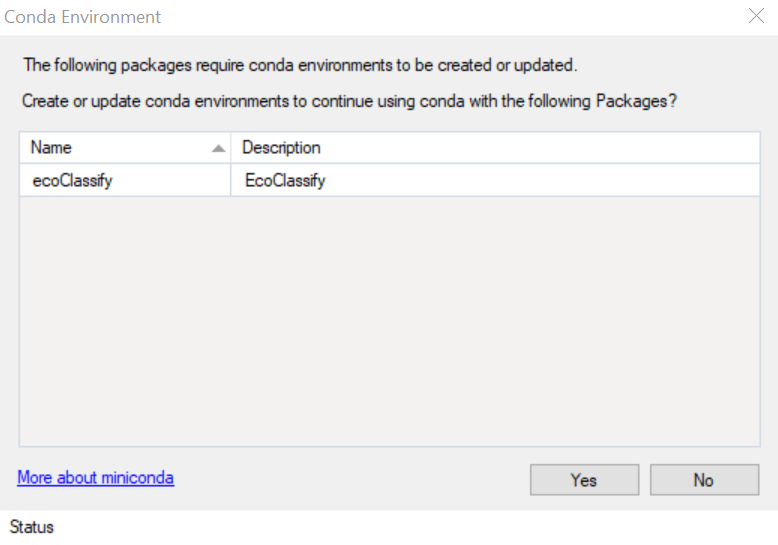 Conda Environment
The following packages require conda environments to be created or updated.
Create or update conda environments to continue using conda with the following Packages?
Name Description
ecoClassify EcoClassify
More about miniconda
Yes No
Status